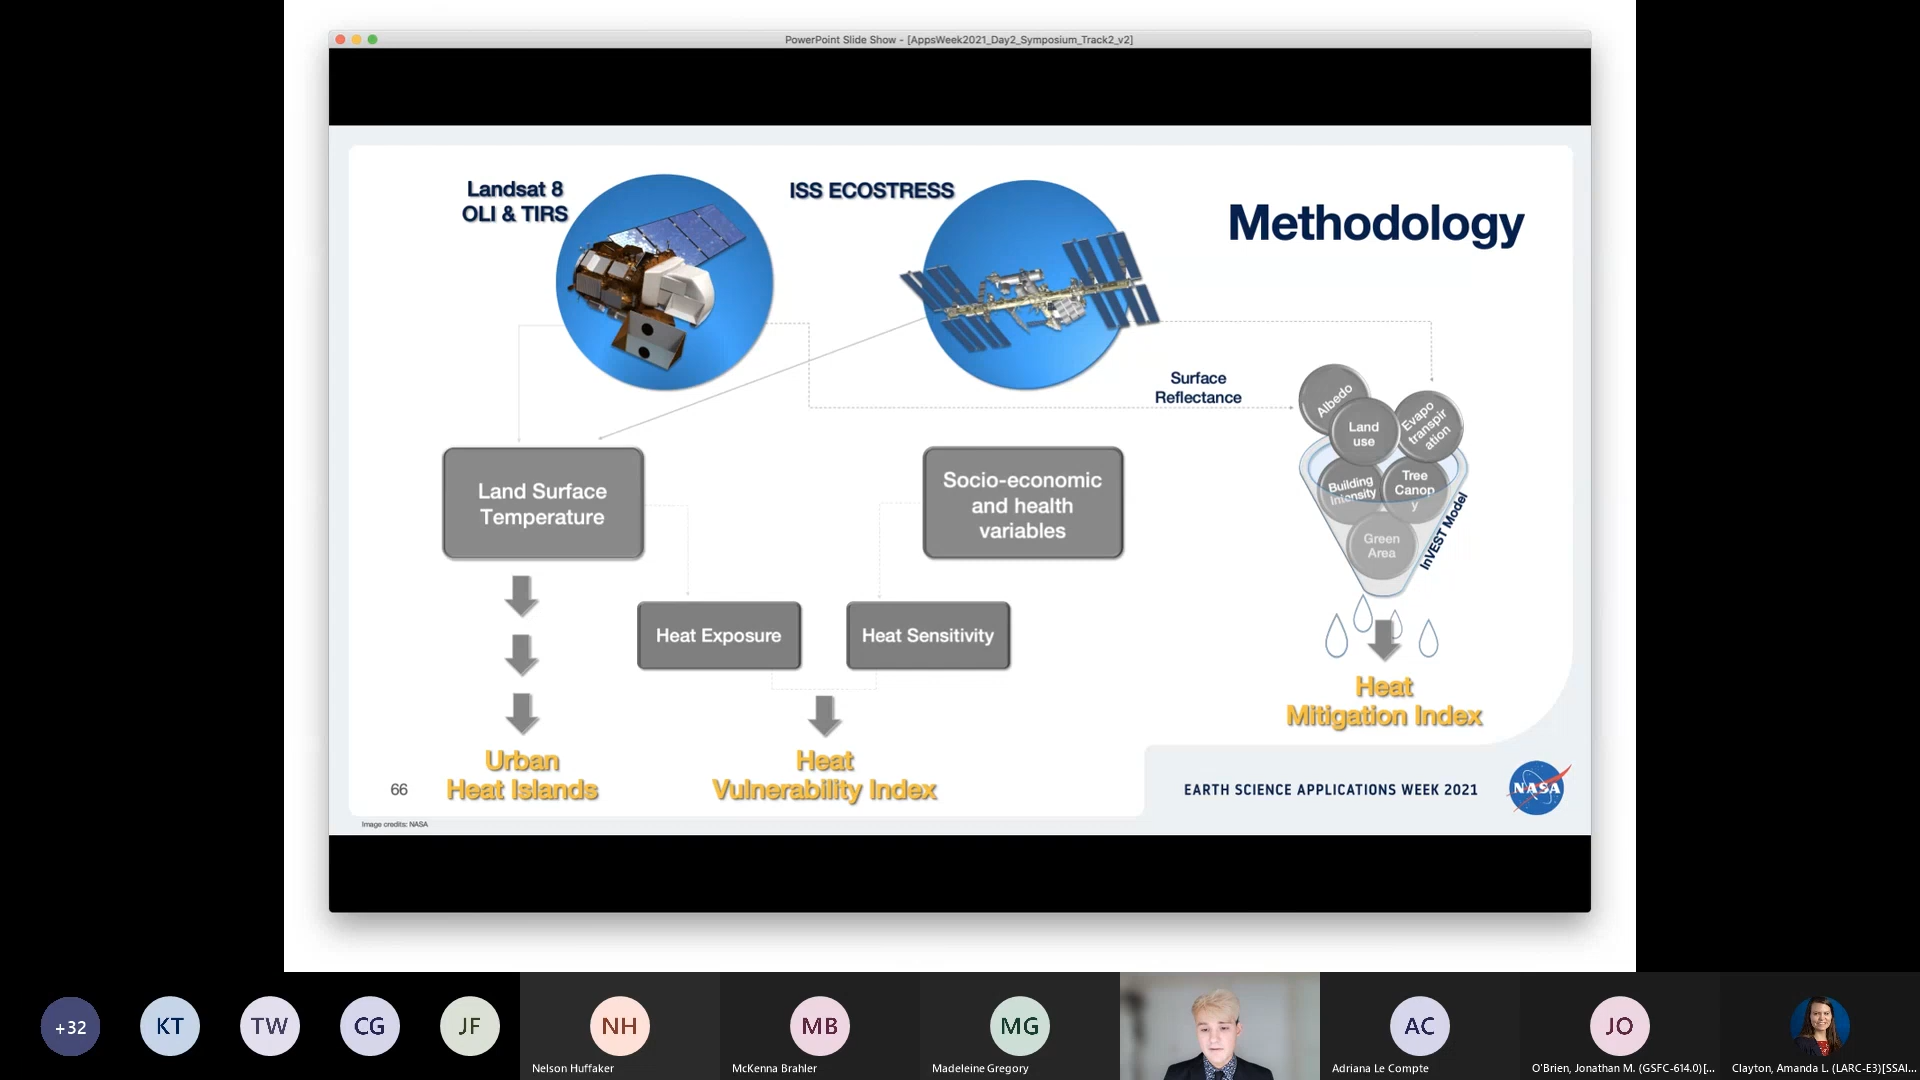 PowerPoint Slide Show - [AppsWeek2021_Day2_Symposium_Track2_v2]
Landsat 8
OLI & TIRS
ISS ECOSTRESS
Methodology
Surface
Reflectance
Albedo
Land
use
Evapo
transpir
ation
Building
Intensity
Tree
Canop
y
Green
Area
InVEST Model
Land Surface
Temperature
Socio-economic
and health
variables
Heat Exposure
Heat Sensitivity
Heat
Mitigation Index
Urban
Heat Islands
Heat
Vulnerability Index
66
EARTH SCIENCE APPLICATIONS WEEK 2021
NASA
Image credits: NASA
+32
KT
TW
CG
JF
NH
Nelson Huffaker
MB
McKenna Brahler
MG
Madeleine Gregory
AC
Adriana Le Compte
JO
O'Brien, Jonathan M. (GSFC-614.0)[...
Clayton, Amanda L. (LARC-E3)[SSAI...